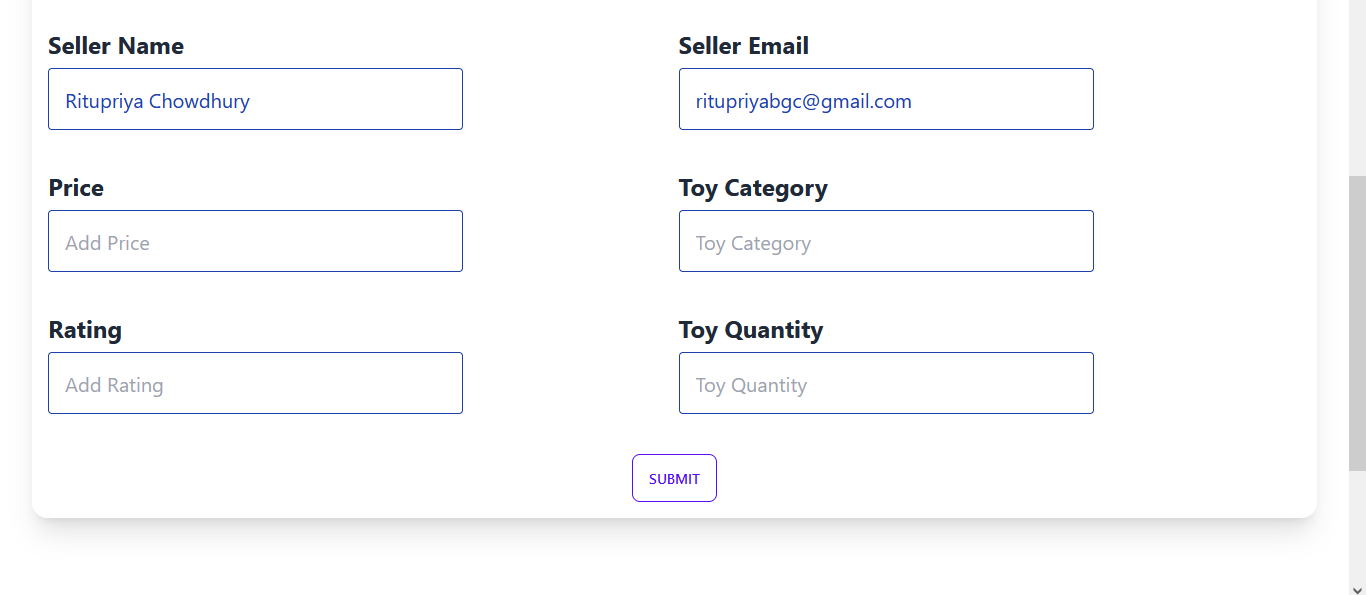 Seller Name
Seller Email
Ritupriya Chowdhury
ritupriyabgc@gmail.com
Price
Toy Category
Add Price
Toy Category
Rating
Toy Quantity
Add Rating
Toy Quantity
SUBMIT